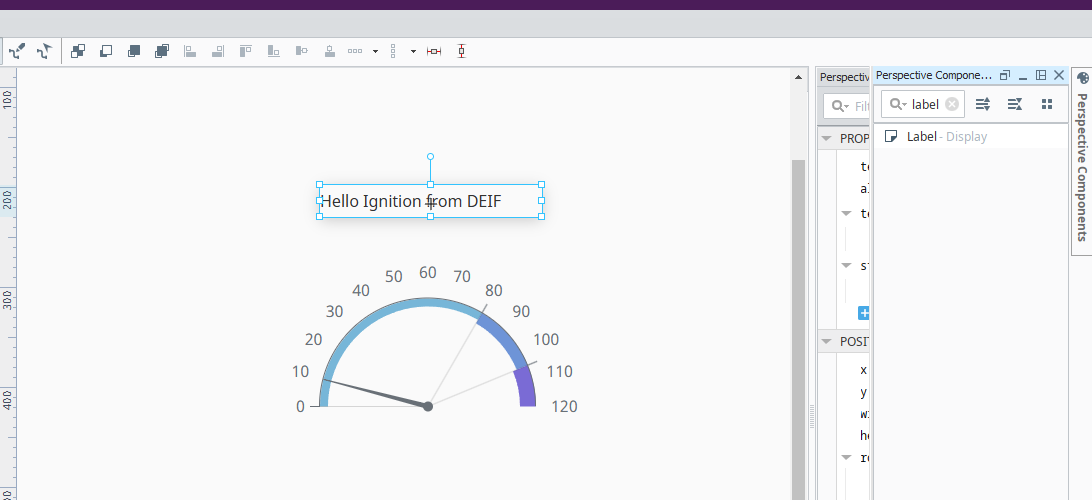 Perspectiv
Perspective Compone...
label
Filt
Label - Display
PROP
te
al
te
st
POSIT
x
y
wi
he
ro
Perspective Components
100
200
300
400
Hello Ignition from DEIF
0
10
20
30
40
50
60
70
80
90
100
110
120